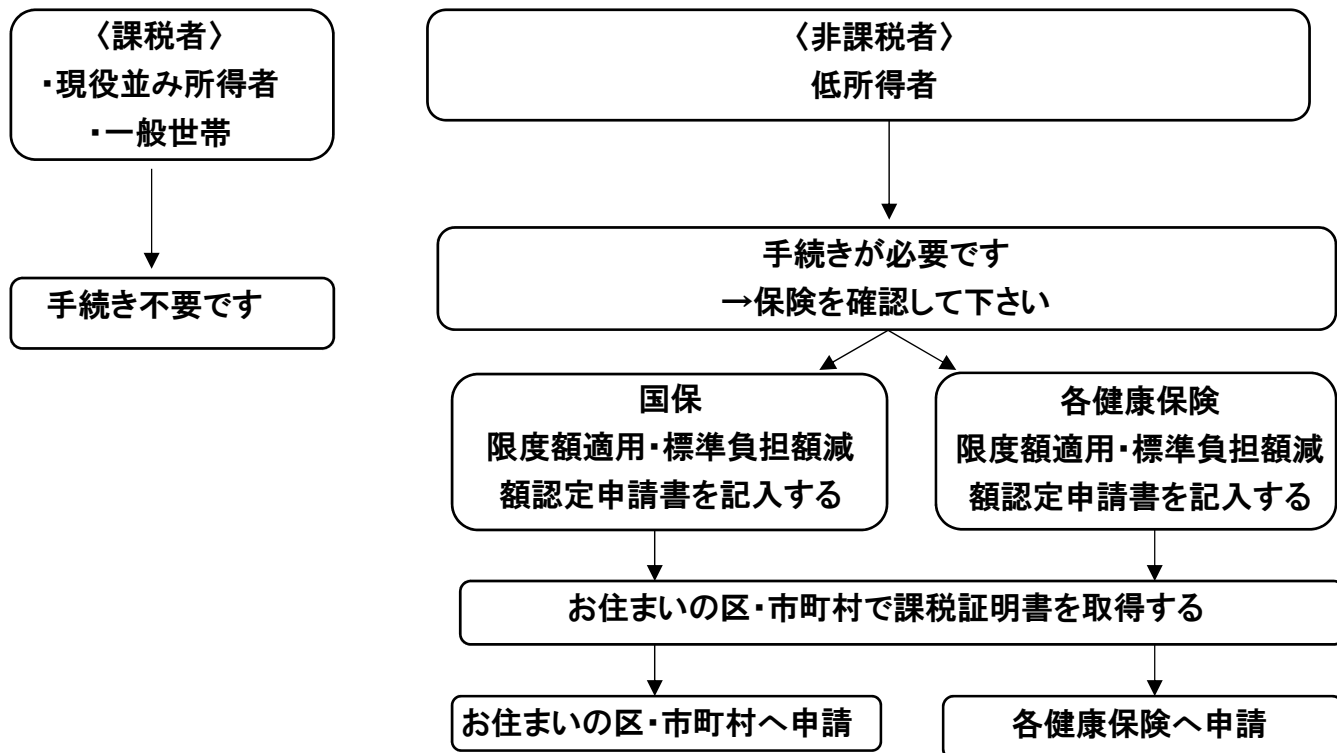 〈課税者〉
・現役並み所得者
・一般世帯
手続き不要です
〈非課税者〉
低所得者
手続きが必要です
→保険を確認して下さい
国保
限度額適用・標準負担額減
額認定申請書を記入する
各健康保険
限度額適用・標準負担額減
額認定申請書を記入する
お住まいの区・市町村で課税証明書を取得する
お住まいの区・市町村へ申請
各健康保険へ申請